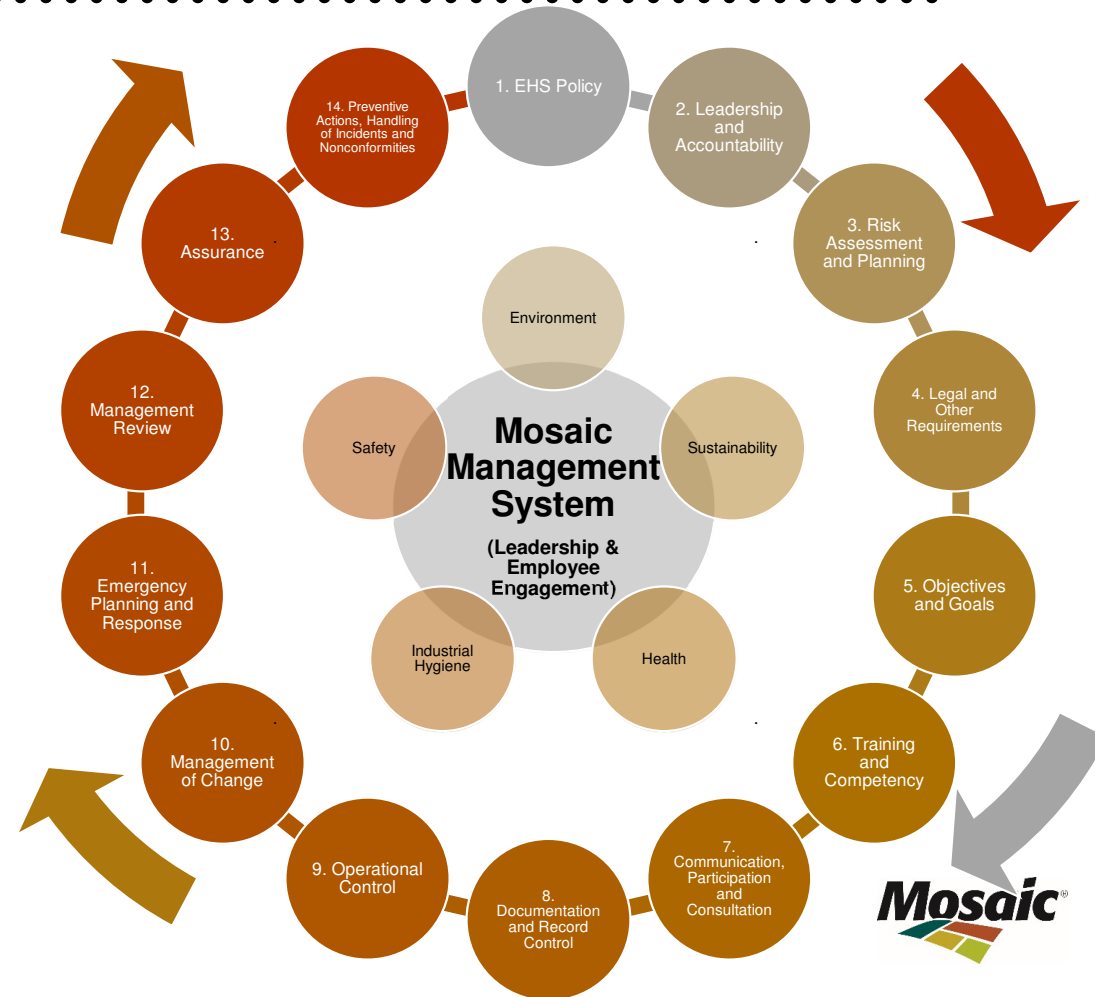 1. EHS Policy
2. Leadership
and
Accountability
3. Risk
Assessment
and Planning
4. Legal and
Other
Requirements
5. Objectives
and Goals
6. Training
and
Competency
7.
Communication,
Participation
and
Consultation
8.
Documentation
and Record
Control
9. Operational
Control
10.
Management
of Change
11.
Emergency
Planning and
Response
12.
Management
Review
13.
Assurance
14. Preventive
Actions, Handling
of Incidents and
Nonconformities
Environment
Sustainability
Health
Industrial
Hygiene
Safety
Mosaic
Management
System
(Leadership &
Employee
Engagement)
Mosaic®